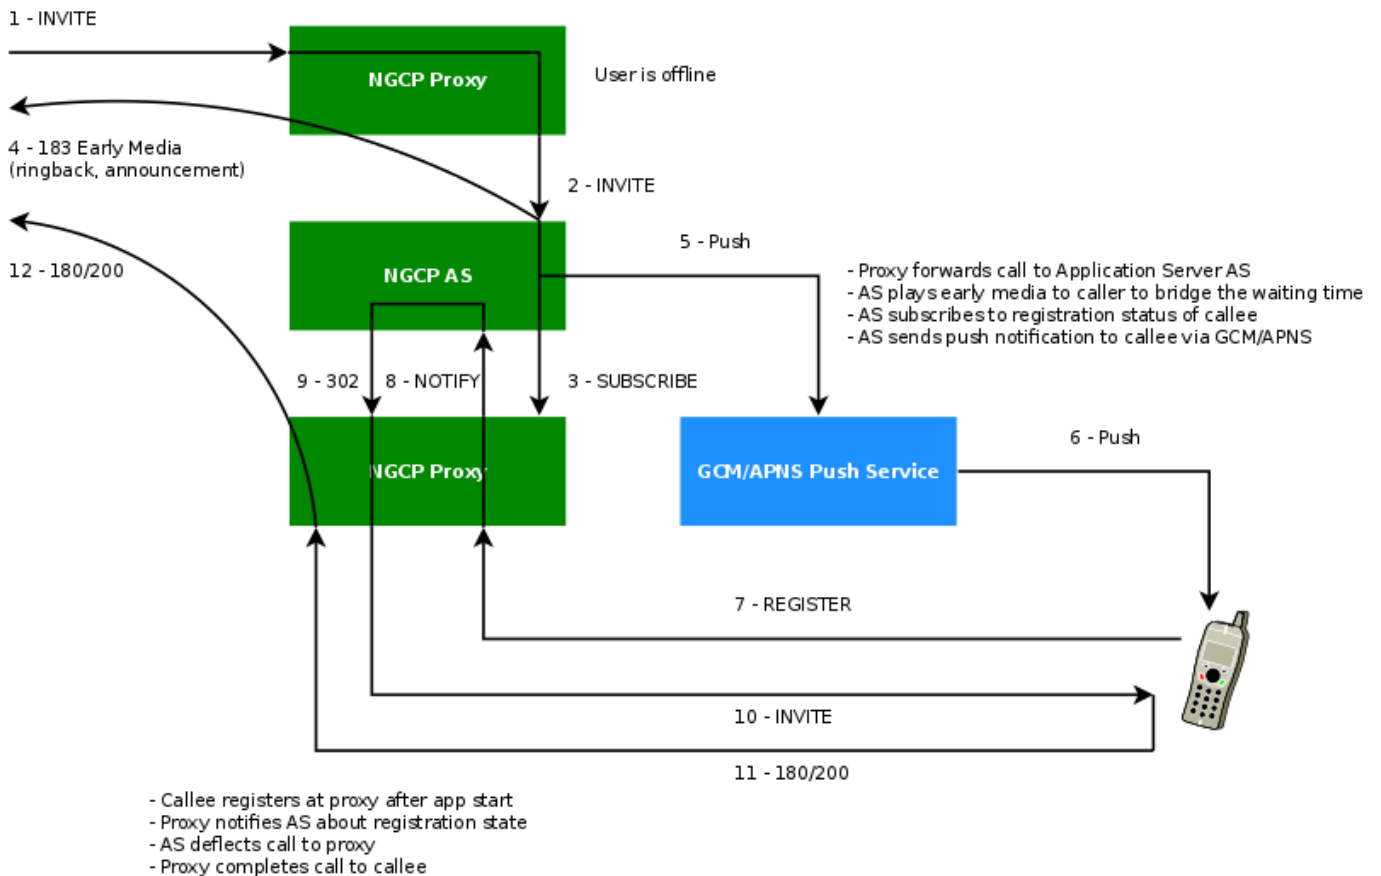 1 - INVITE
NGCP Proxy
User is offline
4 - 183 Early Media
(ringback, announcement)
2 - INVITE
5 - Push
12 - 180/200
NGCP AS
- Proxy forwards call to Application Server AS
- AS plays early media to caller to bridge the waiting time
- AS subscribes to registration status of callee
- AS sends push notification to callee via GCM/APNS
9 - 302
8 - NOTIFY
3 - SUBSCRIBE
6 - Push
NGCP Proxy
GCM/APNS Push Service
7 - REGISTER
10 - INVITE
11 - 180/200
- Callee registers at proxy after app start
- Proxy notifies AS about registration state
- AS deflects call to proxy
- Proxy completes call to callee